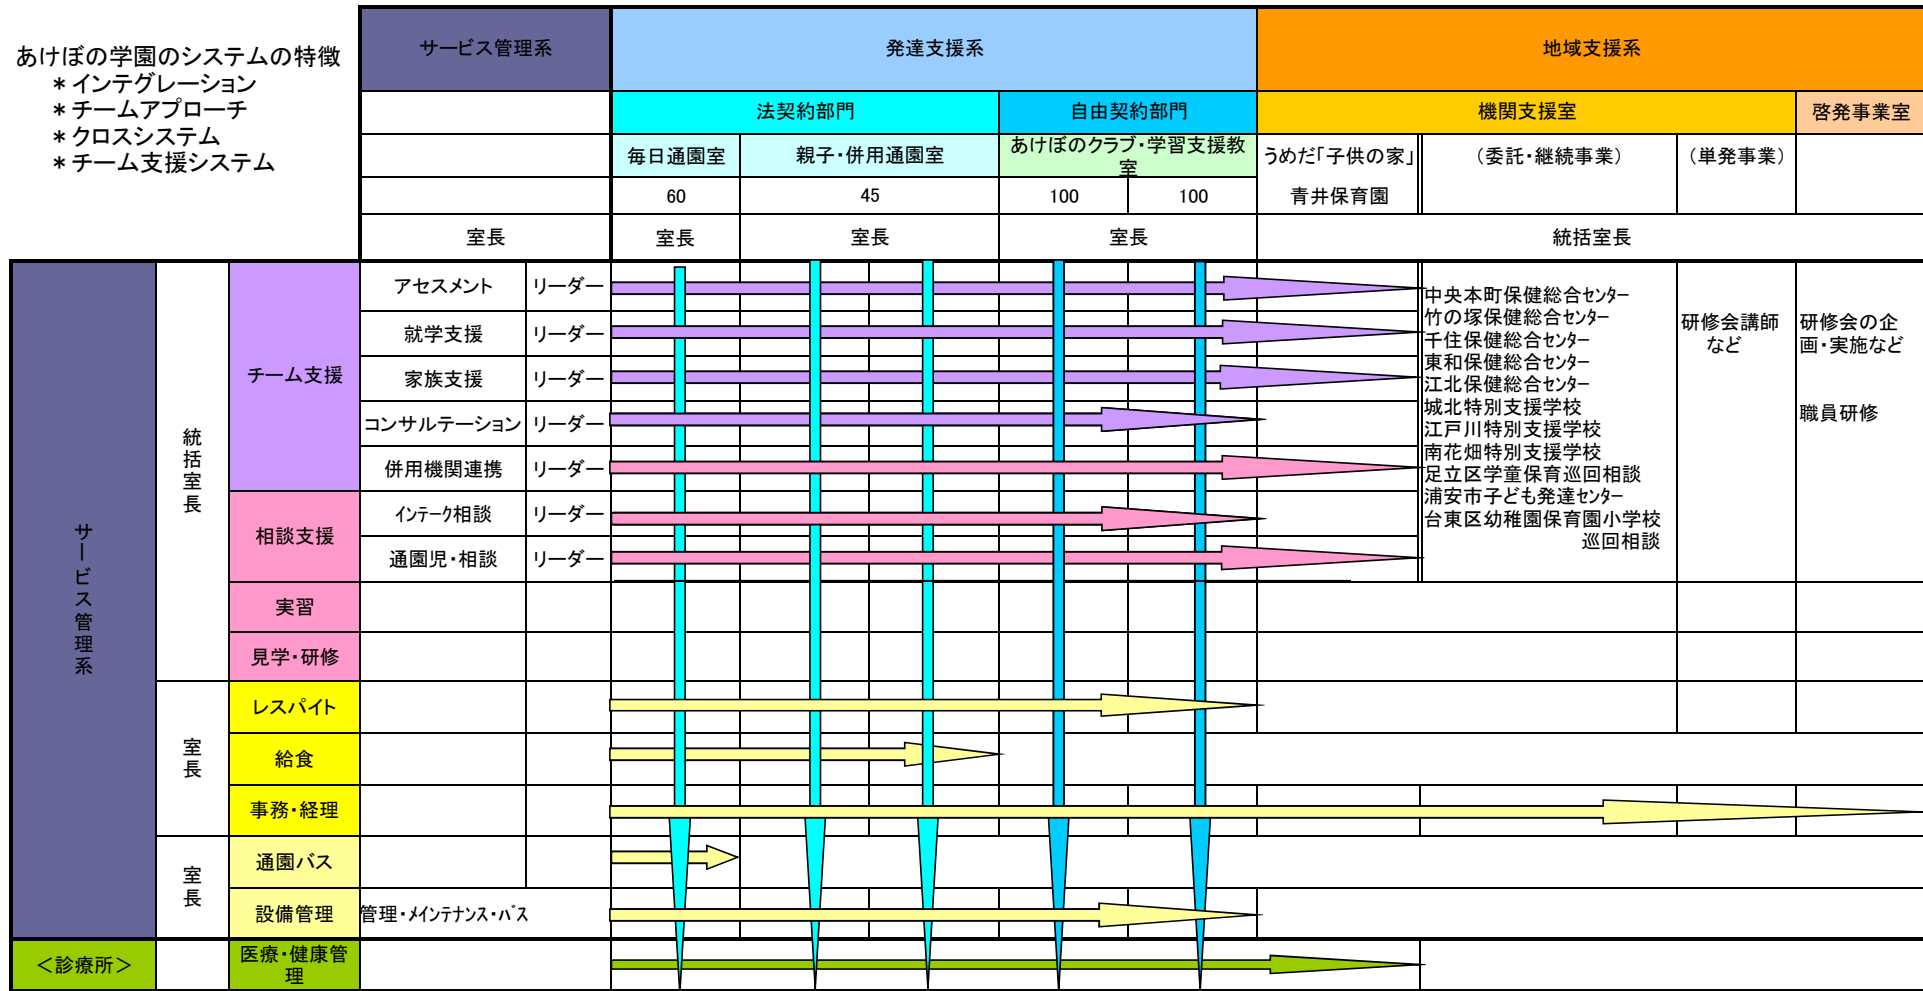 あけぼの学園のシステムの特徴
＊インテグレーション
＊チームアプローチ
＊クロスシステム
＊チーム支援システム
サービス管理系
発達支援系
地域支援系
法契約部門
自由契約部門
機関支援室
啓発事業室
毎日通園室
親子・併用通園室
あけぼのクラブ・学習支援教
室
うめだ「子供の家」
（委託・継続事業）
（単発事業）
60
45
100
100
青井保育園
室長
室長
室長
室長
統括室長
サービス管理系
統括室長
チーム支援
アセスメント
リーダー
就学支援
リーダー
家族支援
リーダー
コンサルテーション
リーダー
併用機関連携
リーダー
相談支援
インテーク相談
リーダー
通園児・相談
リーダー
中央本町保健総合センター
竹の塚保健総合センター
千住保健総合センター
東和保健総合センター
江北保健総合センター
城北特別支援学校
江戸川特別支援学校
南花畑特別支援学校
足立区学童保育巡回相談
浦安市子ども発達センター
台東区幼稚園保育園小学校
巡回相談
研修会講師
など
研修会の企
画・実施など
職員研修
実習
見学・研修
室長
レスパイト
給食
事務・経理
室長
通園バス
設備管理
管理・メインテナンス・バス
＜診療所＞
医療・健康管
理